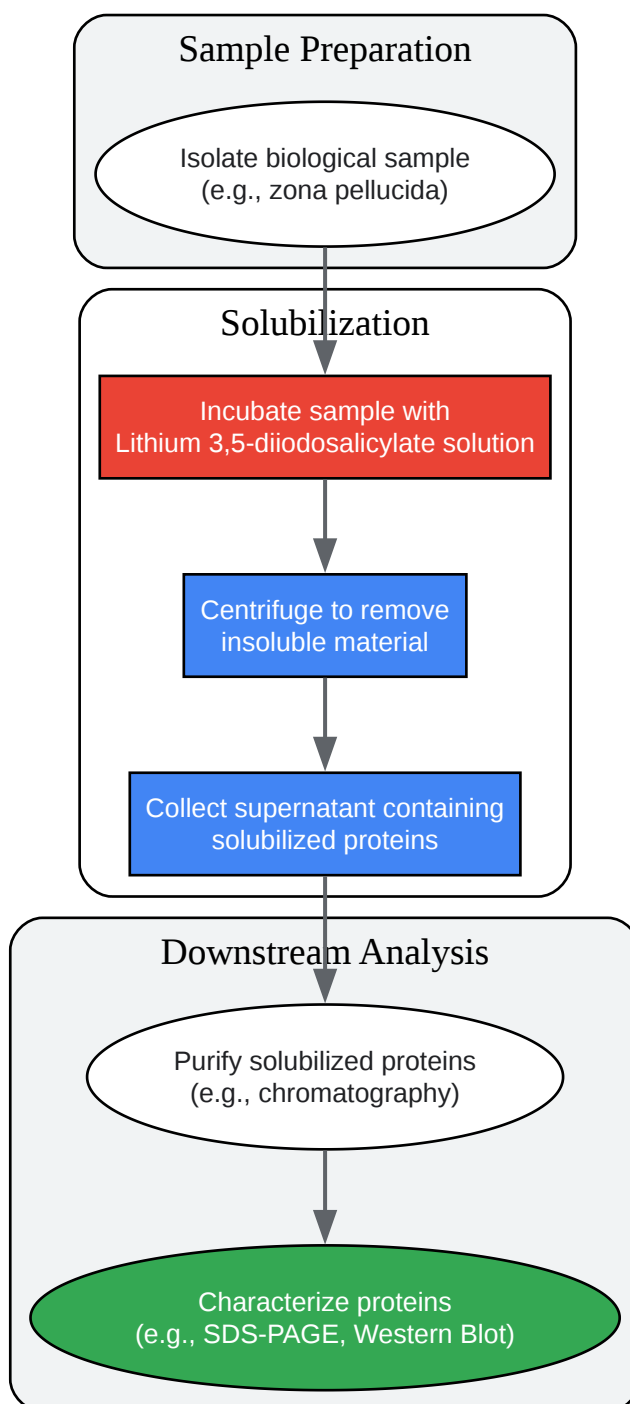 Sample Preparation
Isolate biological sample
(e.g., zona pellucida)
Solubilization
Incubate sample with
Lithium 3,5-diiodosalicylate solution
Centrifuge to remove
insoluble material
Collect supernatant containing
solubilized proteins
Downstream Analysis
Purify solubilized proteins
(e.g., chromatography)
Characterize proteins
(e.g., SDS-PAGE, Western Blot)